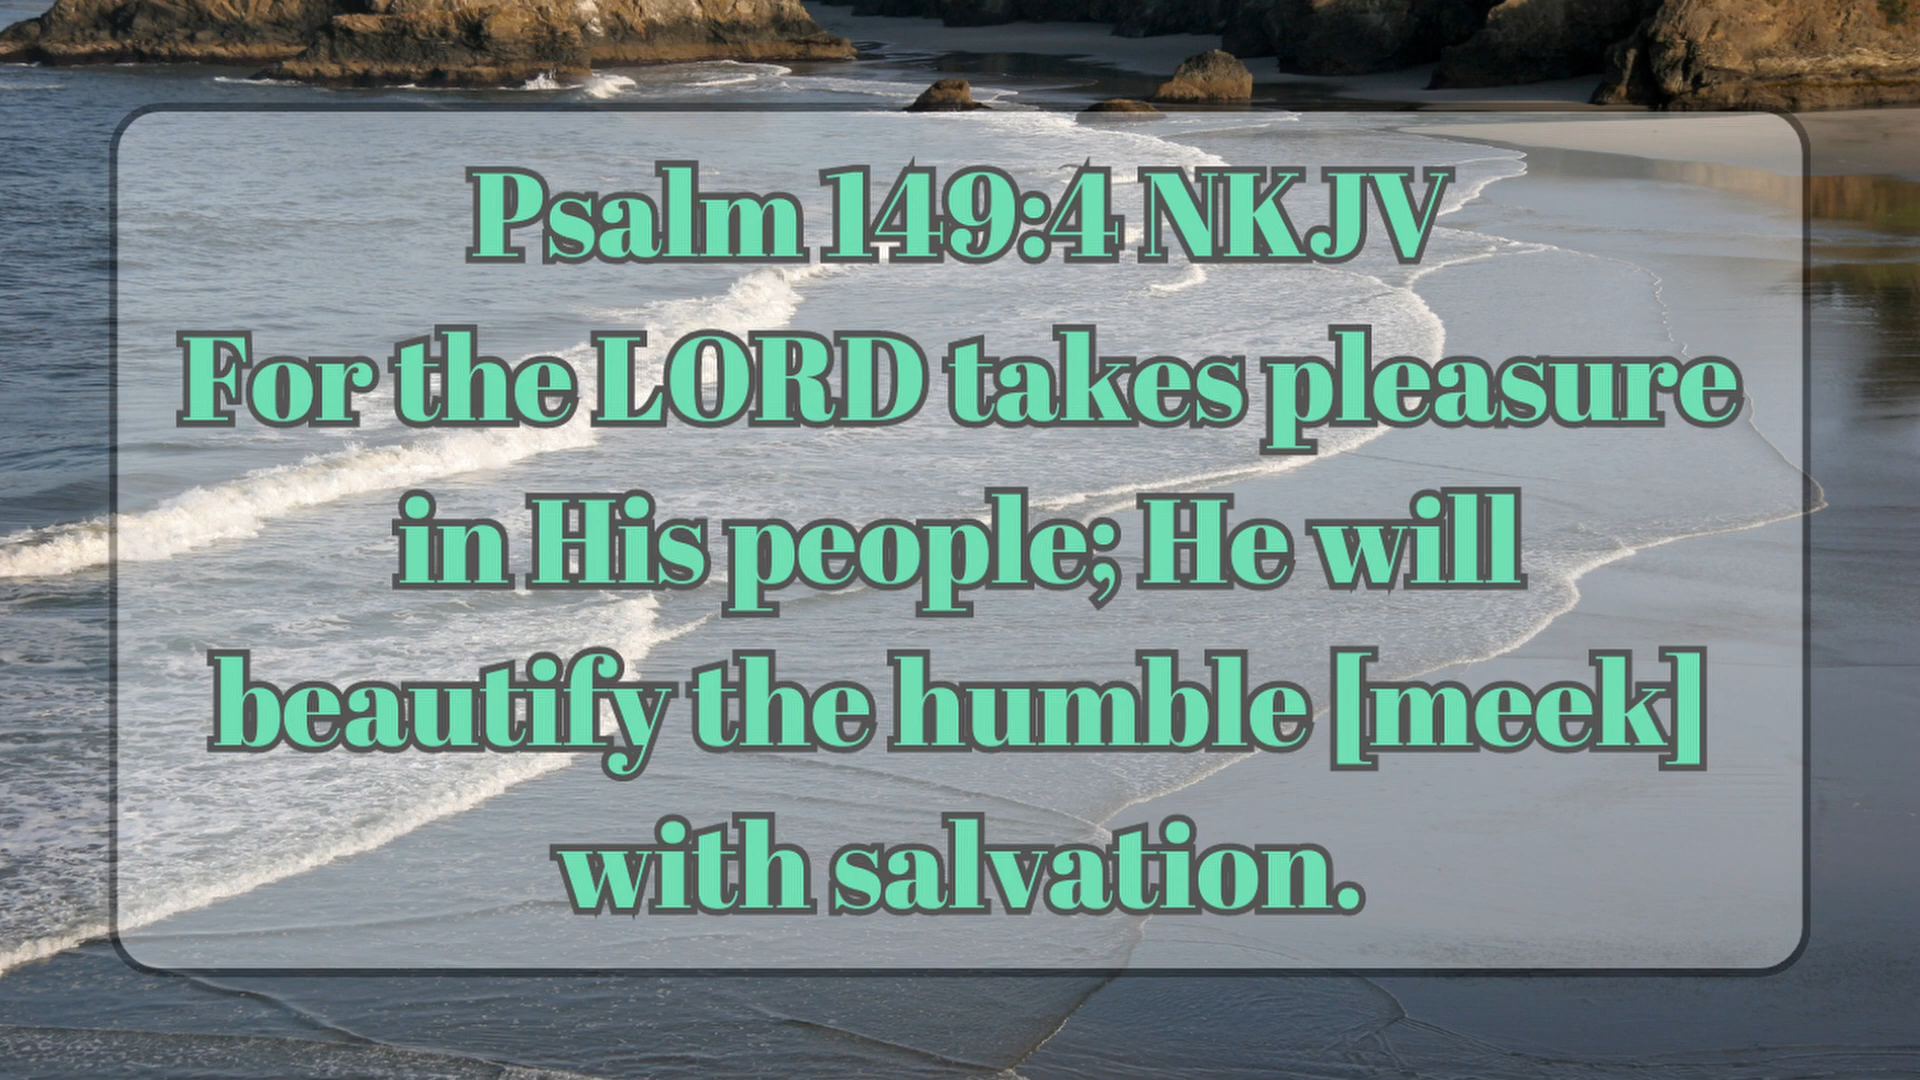 Psalm 149:4 NKJV
For the LORD takes pleasure
in His people; He will
beautify the humble [meek]
with salvation.